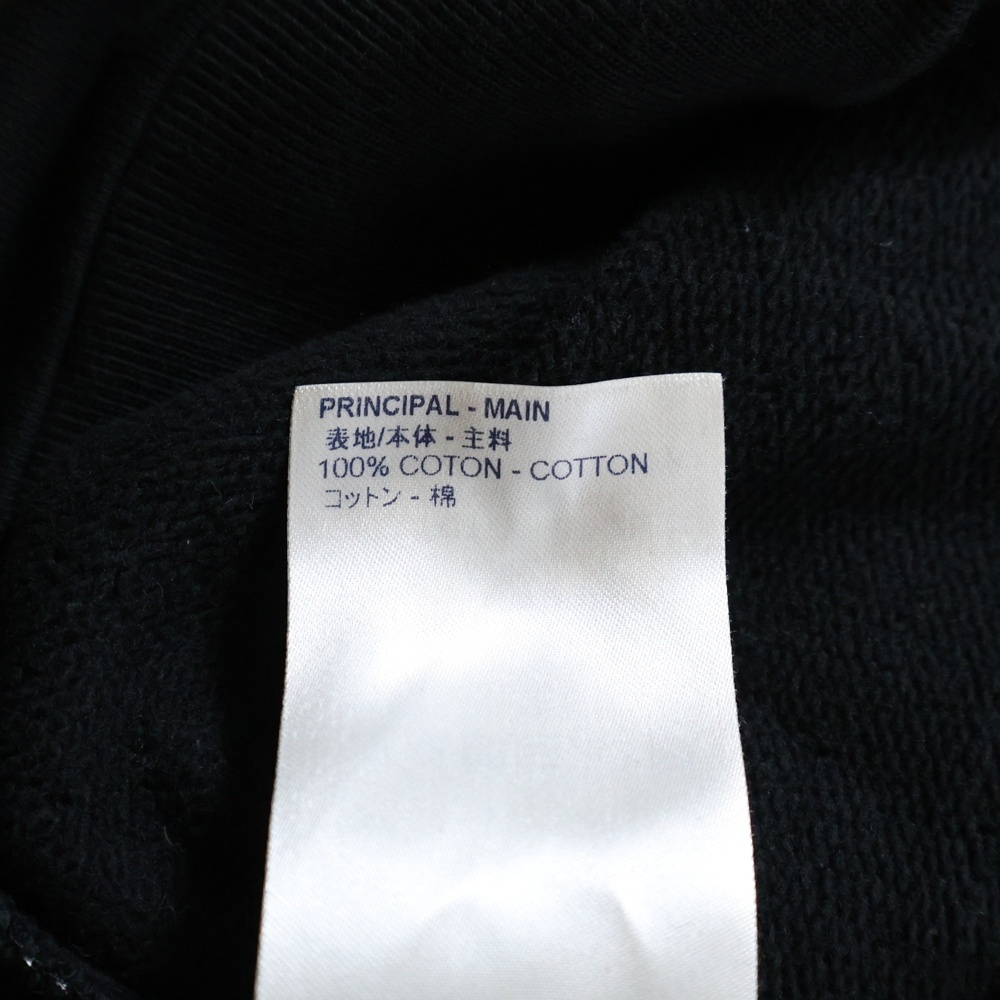 PRINCIPAL - MAIN
表地/本体 - 主料
100% COTON - COTTON
コットン - 棉